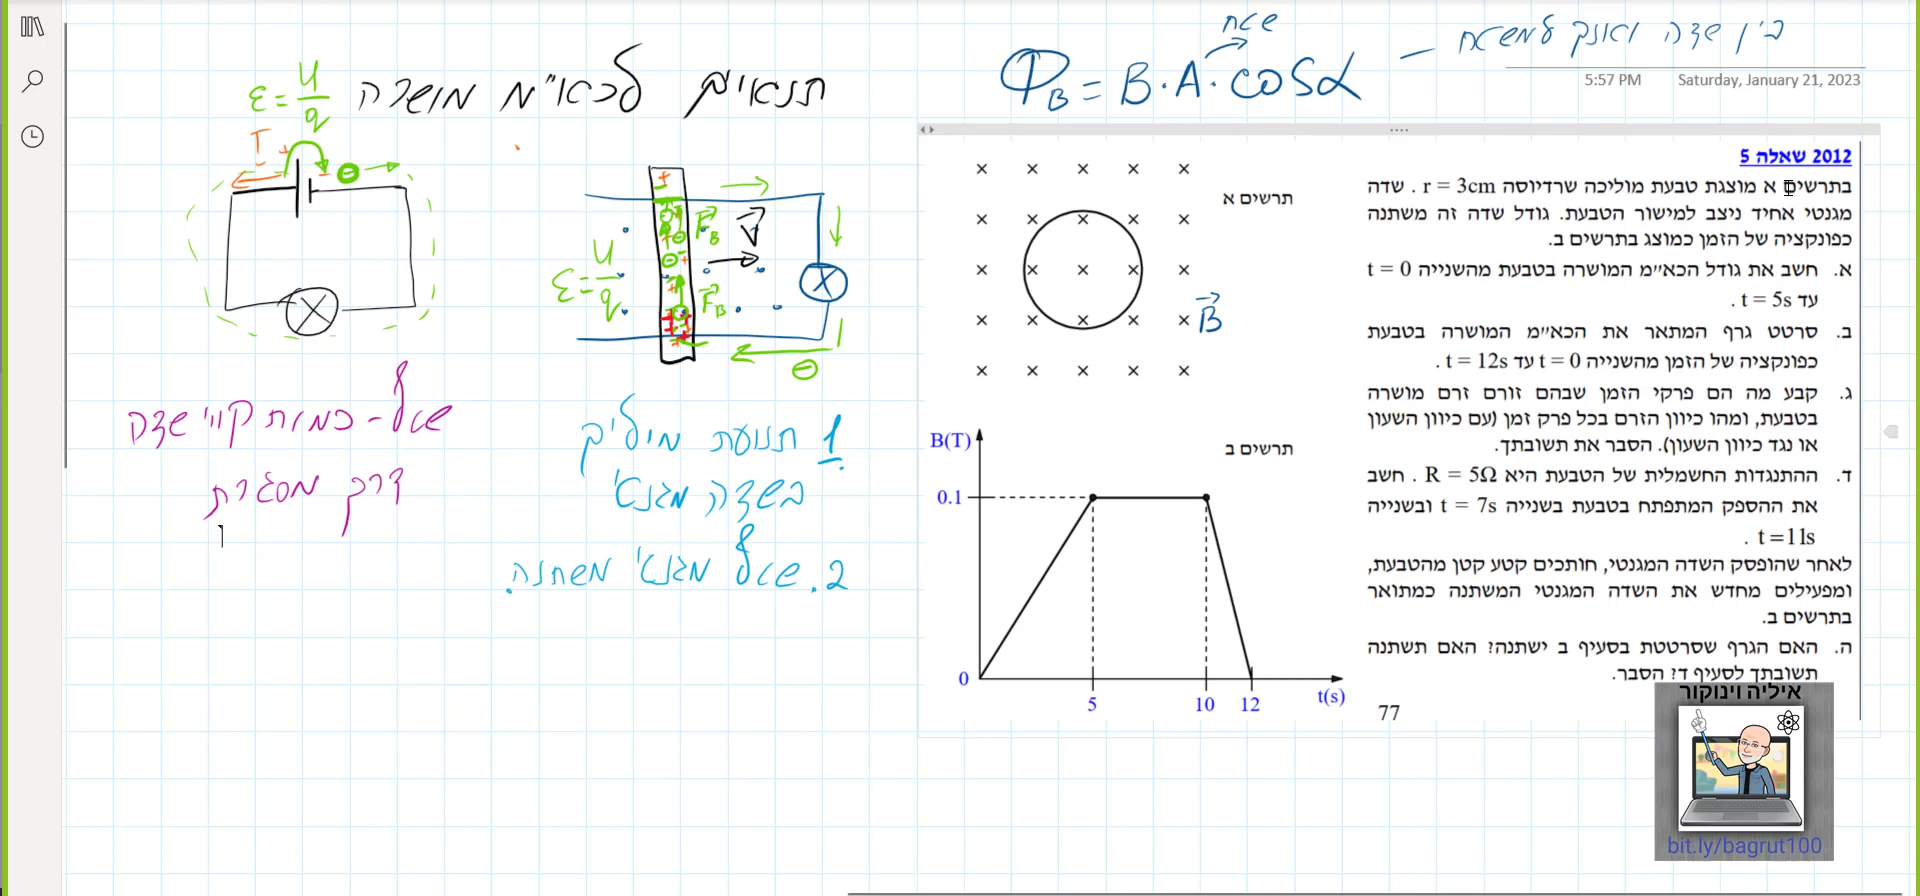 בין שדה ואנך למשטח
שטח
Φ_B = B·A·cosα
5:57 PM Saturday, January 21, 2023
תנאים לכא"מ מושרה
ε = U/q
I
+
−
⊖
ε = U/q
F_B
F_B
V
⊖
1 תנועת מוליך
בשדה מגנטי
2. שטף מגנטי משתנה.
שטף - כמות קווי שדה
דרך מסגרת
תרשים א
B
תרשים ב
B(T)
0.1
0
5
10
12
t(s)
2012 שאלה 5
בתרשים א מוצגת טבעת מוליכה שרדיוסה r = 3cm . שדה
מגנטי אחיד ניצב למישור הטבעת. גודל שדה זה משתנה
כפונקציה של הזמן כמוצג בתרשים ב.
א. חשב את גודל הכא"מ המושרה בטבעת מהשנייה t = 0
עד t = 5s .
ב. סרטט גרף המתאר את הכא"מ המושרה בטבעת
כפונקציה של הזמן מהשנייה t = 0 עד t = 12s .
ג. קבע מה הם פרקי הזמן שבהם זורם זרם מושרה
בטבעת, ומהו כיוון הזרם בכל פרק זמן (עם כיוון השעון
או נגד כיוון השעון). הסבר את תשובתך.
ד. ההתנגדות החשמלית של הטבעת היא R = 5Ω . חשב
את ההספק המתפתח בטבעת בשנייה t = 7s ובשנייה
t = 11s .
לאחר שהופסק השדה המגנטי, חותכים קטע קטן מהטבעת,
ומפעילים מחדש את השדה המגנטי המשתנה כמתואר
בתרשים ב.
ה. האם הגרף שסרטטת בסעיף ב ישתנה? האם תשתנה
תשובתך לסעיף ד? הסבר.
77
איליה וינוקור
bit.ly/bagrut100